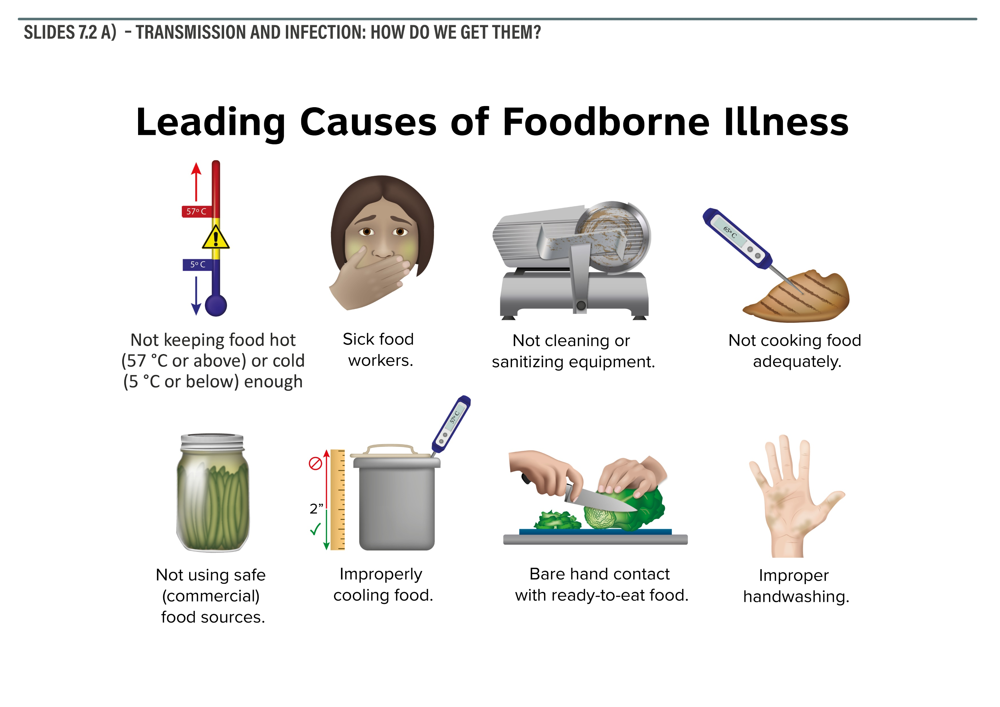 SLIDES 7.2 A) – TRANSMISSION AND INFECTION: HOW DO WE GET THEM?
Leading Causes of Foodborne Illness
57º C
5º C
65º C
Not keeping food hot
(57 °C or above) or cold
(5 °C or below) enough
Sick food
workers.
Not cleaning or
sanitizing equipment.
Not cooking food
adequately.
57º C
2”
Not using safe
(commercial)
food sources.
Improperly
cooling food.
Bare hand contact
with ready-to-eat food.
Improper
handwashing.